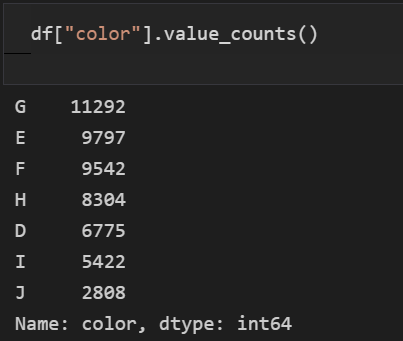 df["color"].value_counts()
G    11292
E     9797
F     9542
H     8304
D     6775
I     5422
J     2808
Name: color, dtype: int64